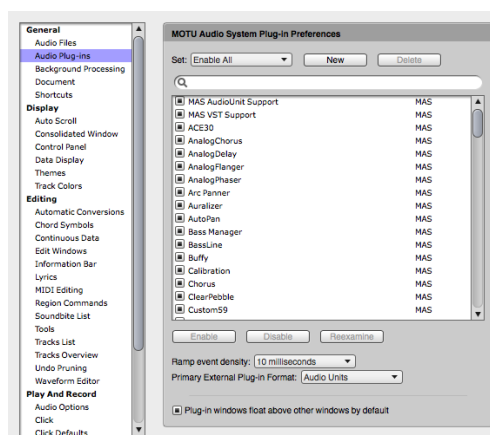 General
Audio Files
Audio Plug-ins
Background Processing
Document
Shortcuts
Display
Auto Scroll
Consolidated Window
Control Panel
Data Display
Themes
Track Colors
Editing
Automatic Conversions
Chord Symbols
Continuous Data
Edit Windows
Information Bar
Lyrics
MIDI Editing
Region Commands
Soundbite List
Tools
Tracks List
Tracks Overview
Undo Pruning
Waveform Editor
Play And Record
Audio Options
Click
Click Defaults
MOTU Audio System Plug-in Preferences
Set: Enable All New Delete
MAS AudioUnit Support MAS
MAS VST Support MAS
ACE30 MAS
AnalogChorus MAS
AnalogDelay MAS
AnalogFlanger MAS
AnalogPhaser MAS
Arc Panner MAS
Auralizer MAS
AutoPan MAS
Bass Manager MAS
BassLine MAS
Buffy MAS
Calibration MAS
Chorus MAS
ClearPebble MAS
Custom59 MAS
Enable Disable Reexamine
Ramp event density: 10 milliseconds
Primary External Plug-in Format: Audio Units
Plug-in windows float above other windows by default